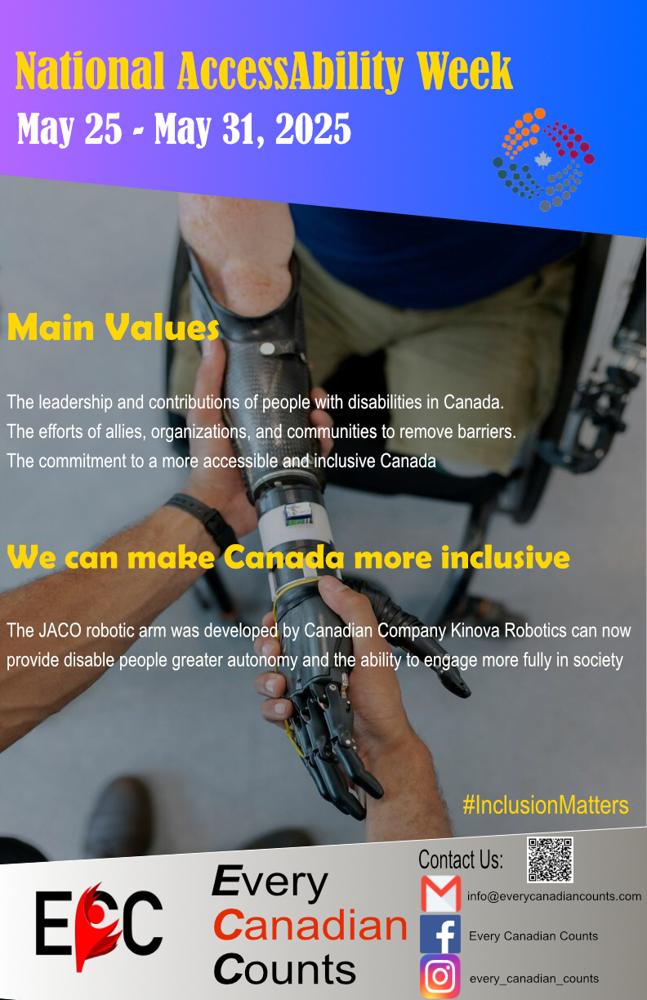 National AccessAbility Week
May 25 - May 31, 2025
Main Values
The leadership and contributions of people with disabilities in Canada.
The efforts of allies, organizations, and communities to remove barriers.
The commitment to a more accessible and inclusive Canada
We can make Canada more inclusive
The JACO robotic arm was developed by Canadian Company Kinova Robotics can now
provide disable people greater autonomy and the ability to engage more fully in society
#InclusionMatters
ECC
Every
Canadian
Counts
Contact Us:
info@everycanadiancounts.com
Every Canadian Counts
every_canadian_counts